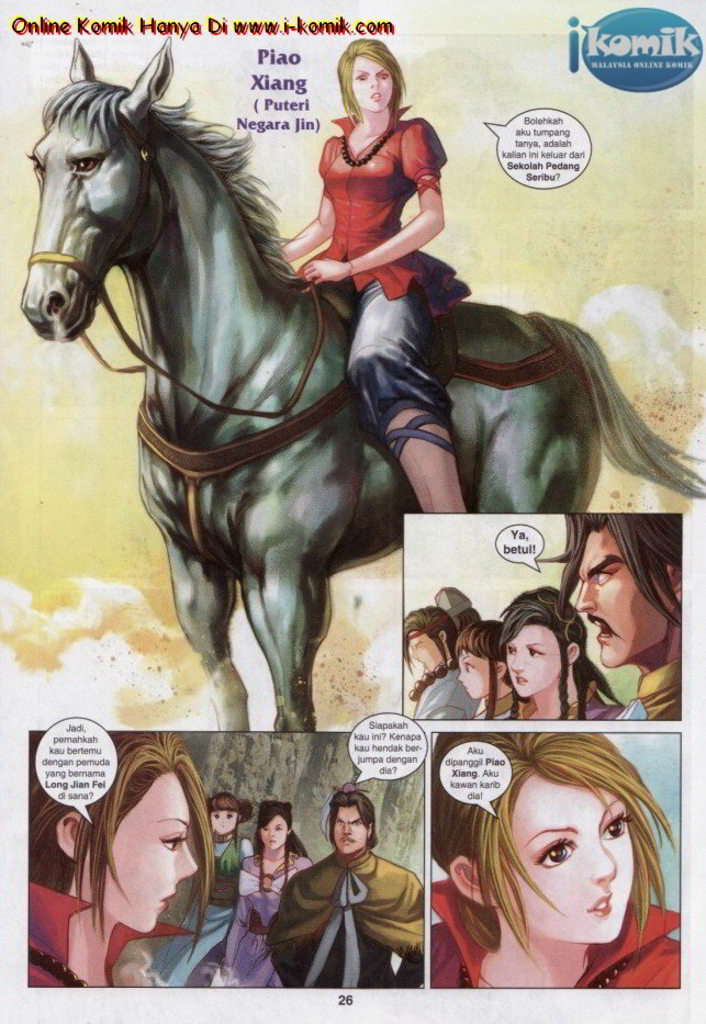 Online Komik Hanya Di www.i-komik.com
ikomik
MALAYSIA ONLINE KOMIK
Piao
Xiang
( Puteri
Negara Jin)
Bolehkah
aku tumpang
tanya, adalah
kalian ini keluar dari
Sekolah Pedang
Seribu?
Ya,
betul!
Jadi,
pernahkah
kau bertemu
dengan pemuda
yang bernama
Long Jian Fei
di sana?
Siapakah
kau ini? Kenapa
kau hendak ber-
jumpa dengan
dia?
Aku
dipanggil Piao
Xiang. Aku
kawan karib
dia!
26